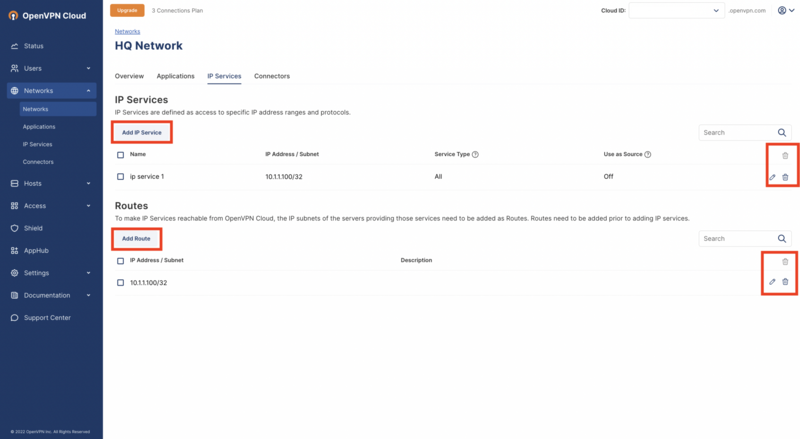 OpenVPN Cloud
Status
Users
Networks
Networks
Applications
IP Services
Connectors
Hosts
Access
Shield
AppHub
Settings
Documentation
Support Center
© 2022 OpenVPN Inc. All Rights Reserved.
Upgrade 3 Connections Plan
Cloud ID: .openvpn.com
Networks
HQ Network
Overview Applications IP Services Connectors
IP Services
IP Services are defined as access to specific IP address ranges and protocols.
Add IP Service Search
Name IP Address / Subnet Service Type ? Use as Source ?
ip service 1 10.1.1.100/32 All Off
Routes
To make IP Services reachable from OpenVPN Cloud, the IP subnets of the servers providing those services need to be added as Routes. Routes need to be added prior to adding IP services.
Add Route Search
IP Address / Subnet Description
10.1.1.100/32